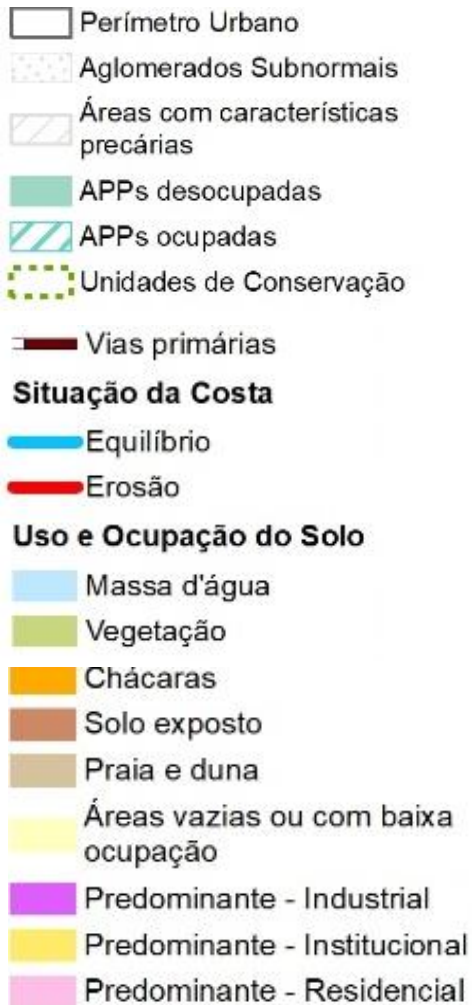 Perímetro Urbano
Aglomerados Subnormais
Áreas com características
precárias
APPs desocupadas
APPs ocupadas
Unidades de Conservação
Vias primárias
Situação da Costa
Equilíbrio
Erosão
Uso e Ocupação do Solo
Massa d'água
Vegetação
Chácaras
Solo exposto
Praia e duna
Áreas vazias ou com baixa
ocupação
Predominante - Industrial
Predominante - Institucional
Predominante - Residencial